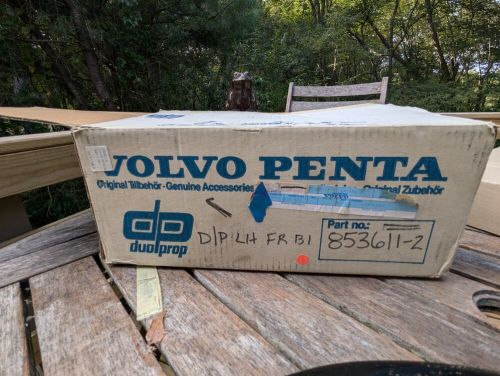 VOLVO PENTA
Original Tillbehör - Genuine Accessories Original Zubehör
dp
duoprop
D/P LH FR B1
Part no.:
853611-2